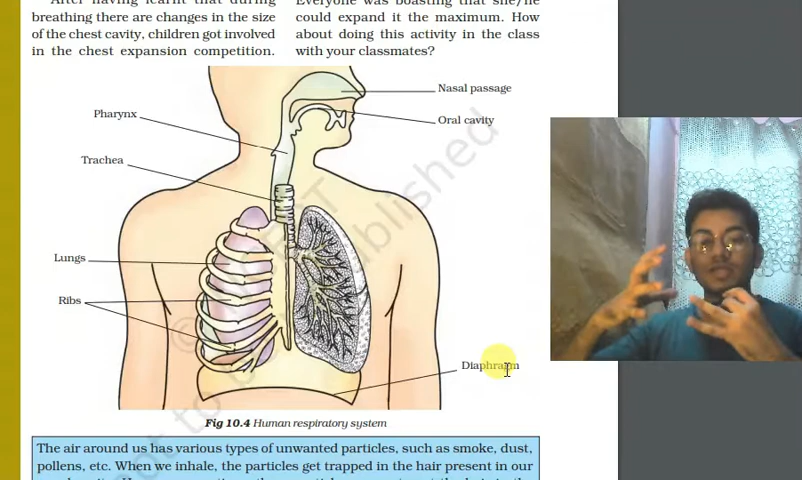 After having learnt that during
breathing there are changes in the size
of the chest cavity, children got involved
in the chest expansion competition.
Everyone was boasting that she/he
could expand it the maximum. How
about doing this activity in the class
with your classmates?
Nasal passage
Pharynx
Oral cavity
Trachea
Lungs
Ribs
Diaphragm
Fig 10.4 Human respiratory system
The air around us has various types of unwanted particles, such as smoke, dust,
pollens, etc. When we inhale, the particles get trapped in the hair present in our